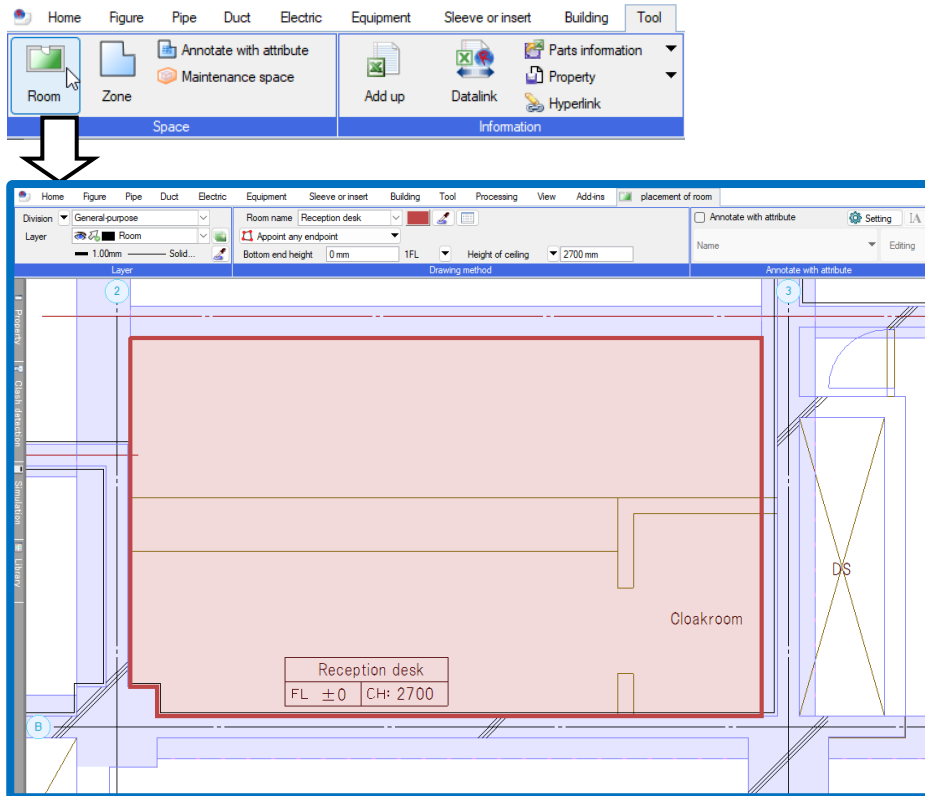 Home Figure Pipe Duct Electric Equipment Sleeve or insert Building Tool
Room
Zone
Annotate with attribute
Maintenance space
Space
Add up
Datalink
Parts information
Property
Hyperlink
Information
Home Figure Pipe Duct Electric Equipment Sleeve or insert Building Tool Processing View Add-ins placement of room
Division General-purpose
Layer Room
1.00mm Solid...
Layer
Room name Reception desk
Appoint any endpoint
Bottom end height 0 mm 1FL Height of ceiling 2700 mm
Drawing method
Annotate with attribute Setting IA
Name Editing
Annotate with attribute
Property
Clash detection
Simulation
Library
2
3
DS
Cloakroom
Reception desk
FL ±0 CH: 2700
B